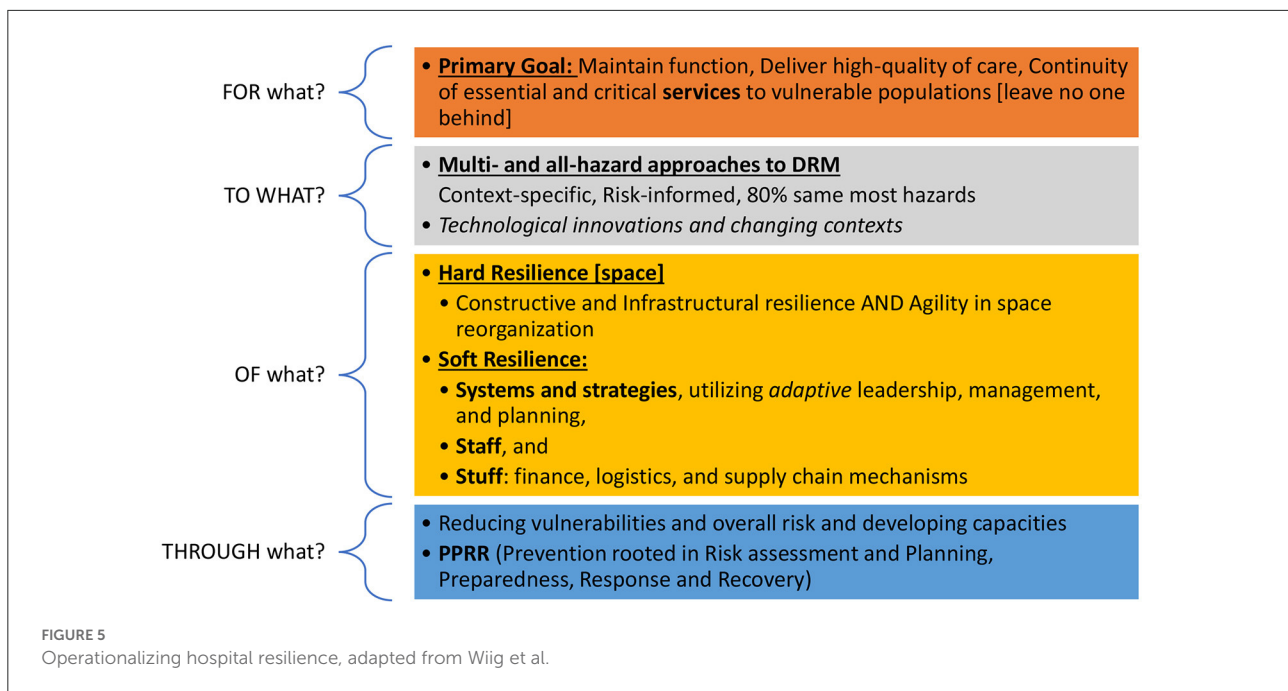 FOR what?
• Primary Goal: Maintain function, Deliver high-quality of care, Continuity
of essential and critical services to vulnerable populations [leave no one
behind]
TO WHAT?
• Multi- and all-hazard approaches to DRM
Context-specific, Risk-informed, 80% same most hazards
• Technological innovations and changing contexts
OF what?
• Hard Resilience [space]
• Constructive and Infrastructural resilience AND Agility in space
reorganization
• Soft Resilience:
• Systems and strategies, utilizing adaptive leadership, management,
and planning,
• Staff, and
• Stuff: finance, logistics, and supply chain mechanisms
THROUGH what?
• Reducing vulnerabilities and overall risk and developing capacities
• PPRR (Prevention rooted in Risk assessment and Planning,
Preparedness, Response and Recovery)
FIGURE 5
Operationalizing hospital resilience, adapted from Wiig et al.